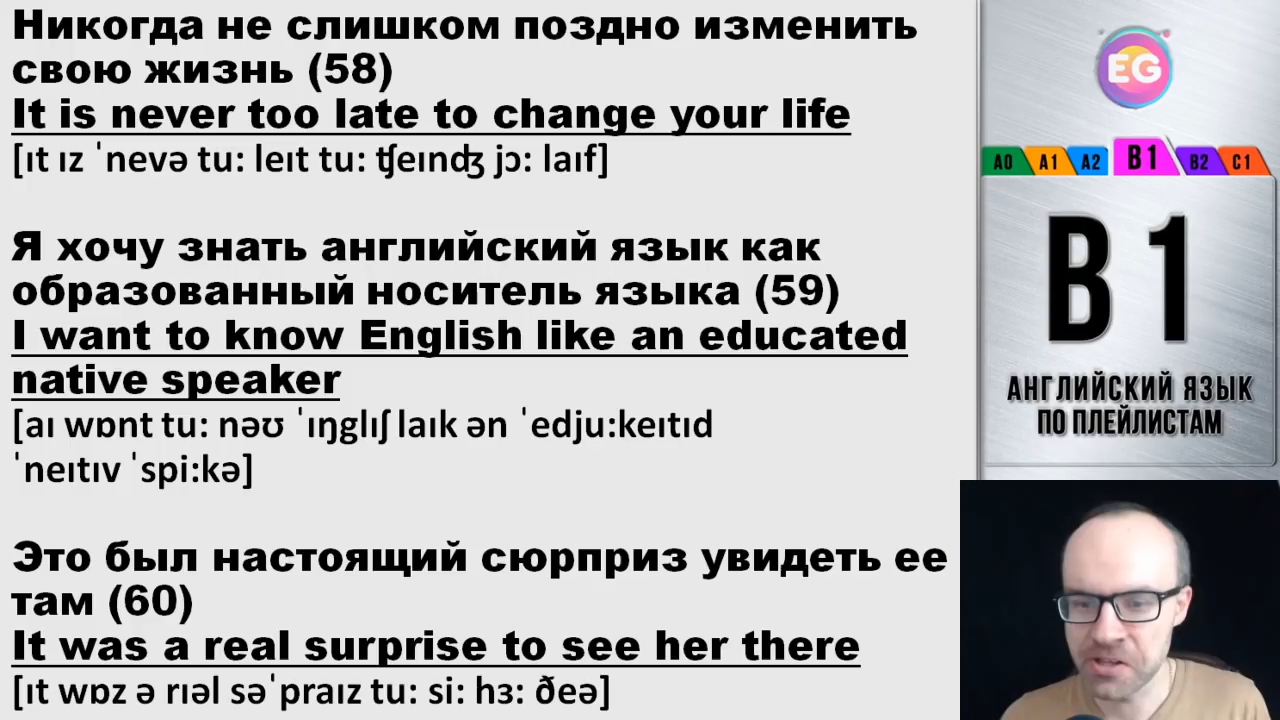 Никогда не слишком поздно изменить
свою жизнь (58)
It is never too late to change your life
[ɪt ɪz ˈnevə tu: leɪt tu: ʧeɪnʤ jɔ: laɪf]
Я хочу знать английский язык как
образованный носитель языка (59)
I want to know English like an educated
native speaker
[aɪ wɒnt tu: nəʊ ˈɪŋglɪʃ laɪk ən ˈedju:keɪtɪd
ˈneɪtɪv ˈspi:kə]
Это был настоящий сюрприз увидеть ее
там (60)
It was a real surprise to see her there
[ɪt wɒz ə rɪəl səˈpraɪz tu: si: hɜ: ðeə]
EG
A0 A1 A2 B1 B2 C1
B1
АНГЛИЙСКИЙ ЯЗЫК
ПО ПЛЕЙЛИСТАМ